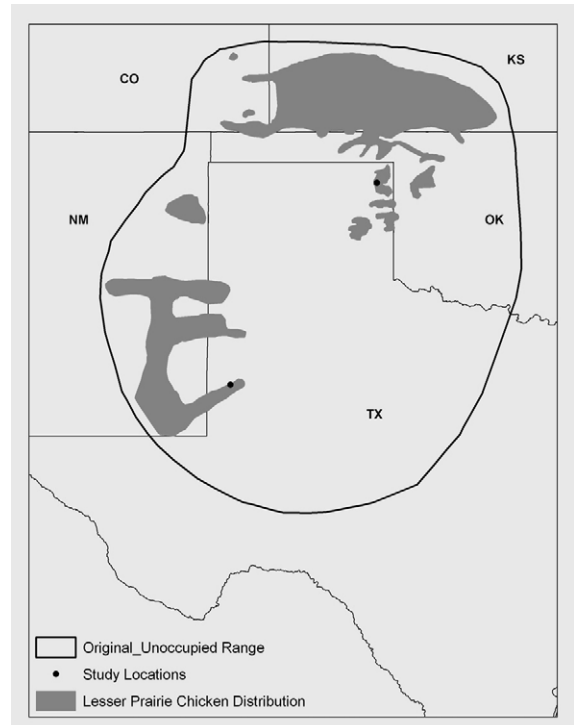 KS
CO
NM
OK
TX
Original_Unoccupied Range
Study Locations
Lesser Prairie Chicken Distribution